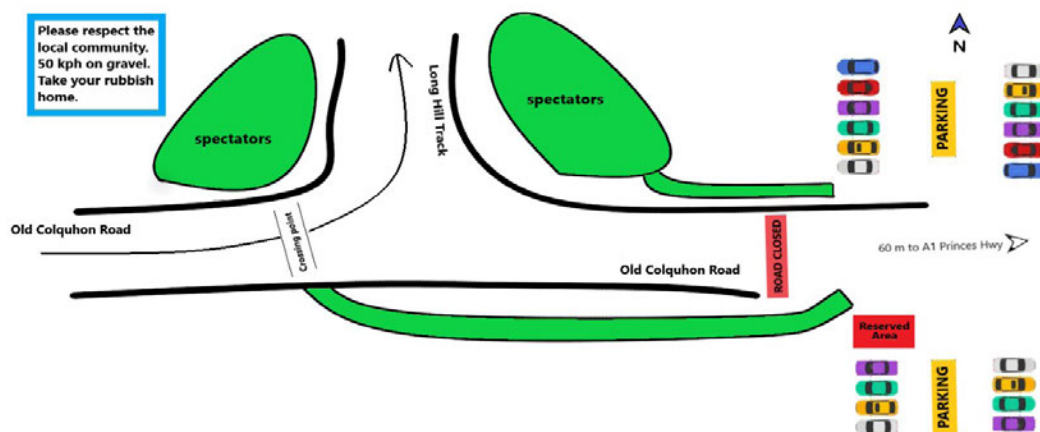 Please respect the
local community.
50 kph on gravel.
Take your rubbish
home.
spectators
spectators
Long Hill Track
N
PARKING
Old Colquhon Road
Crossing point
Old Colquhon Road
ROAD CLOSED
60 m to A1 Princes Hwy
Reserved
Area
PARKING